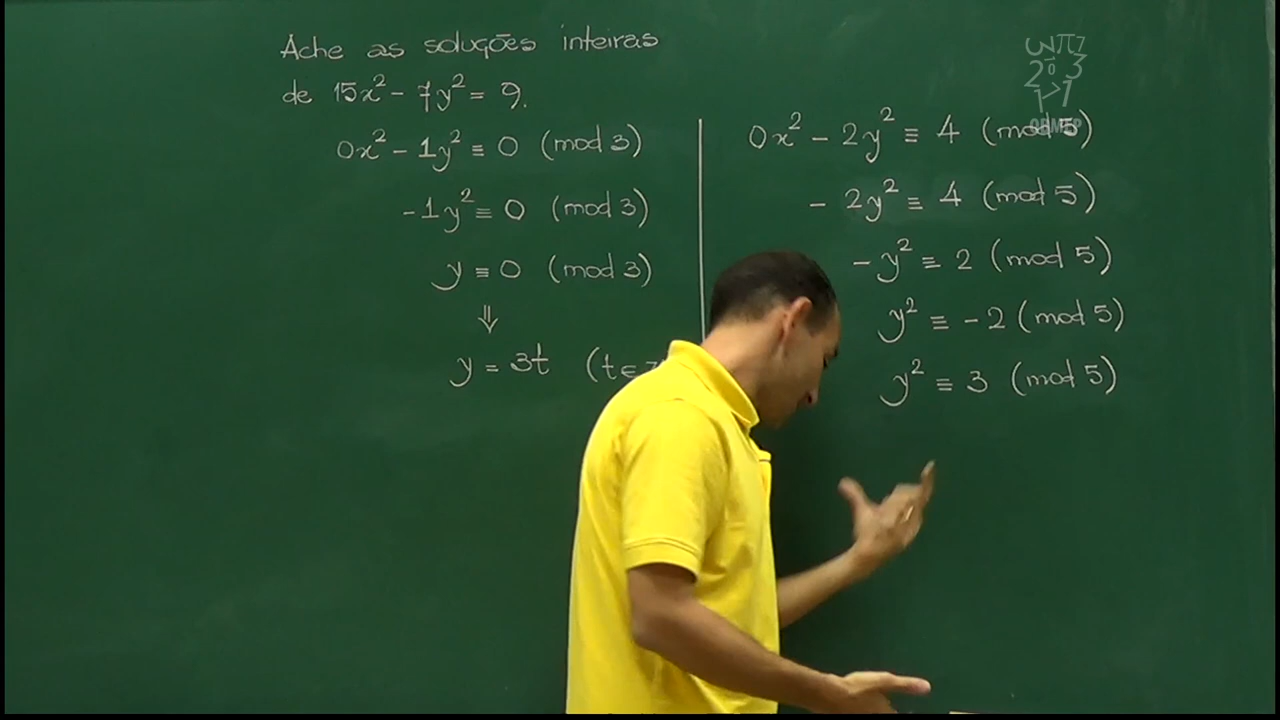 Ache as soluções inteiras
de 15x² - 7y² = 9.
0x² - 1y² ≡ 0 (mod 3)
-1y² ≡ 0 (mod 3)
y ≡ 0 (mod 3)
⇓
y = 3t (t ∈
0x² - 2y² ≡ 4 (mod 5)
- 2y² ≡ 4 (mod 5)
- y² ≡ 2 (mod 5)
y² ≡ -2 (mod 5)
y² ≡ 3 (mod 5)
OBMEP